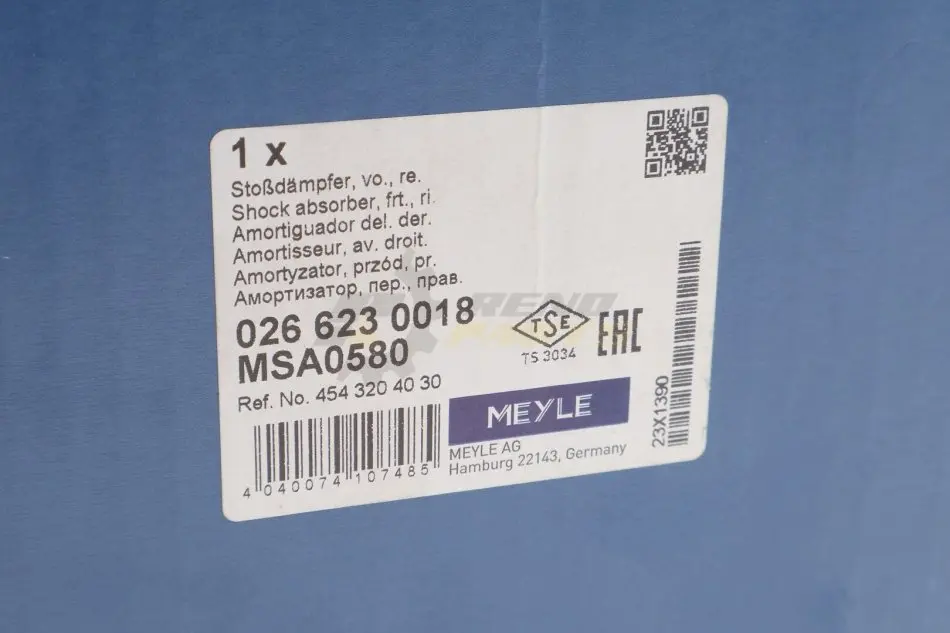 1 x
Stoßdämpfer, vo., re.
Shock absorber, frt., ri.
Amortiguador del. der.
Amortisseur, av. droit.
Amortyzator, przód, pr.
Амортизатор, пер., прав.
026 623 0018
MSA0580
Ref. No. 454 320 40 30
TSE
TS 3034
EAC
MEYLE
MEYLE AG
Hamburg 22143, Germany
4 040074 107485
23X1390